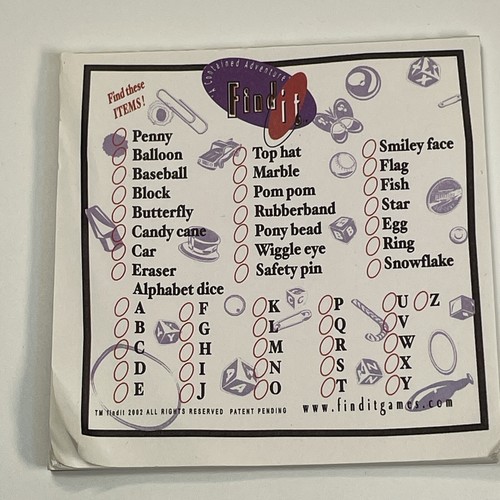 A Contained Adventure
Find it
Find these
ITEMS!
Penny
Balloon
Baseball
Block
Butterfly
Candy cane
Car
Eraser
Top hat
Marble
Pom pom
Rubberband
Pony bead
Wiggle eye
Safety pin
Smiley face
Flag
Fish
Star
Egg
Ring
Snowflake
Alphabet dice
A
B
C
D
E
F
G
H
I
J
K
L
M
N
O
P
Q
R
S
T
U
V
W
X
Y
Z
TM findit 2002 ALL RIGHTS RESERVED PATENT PENDING
www.finditgames.com